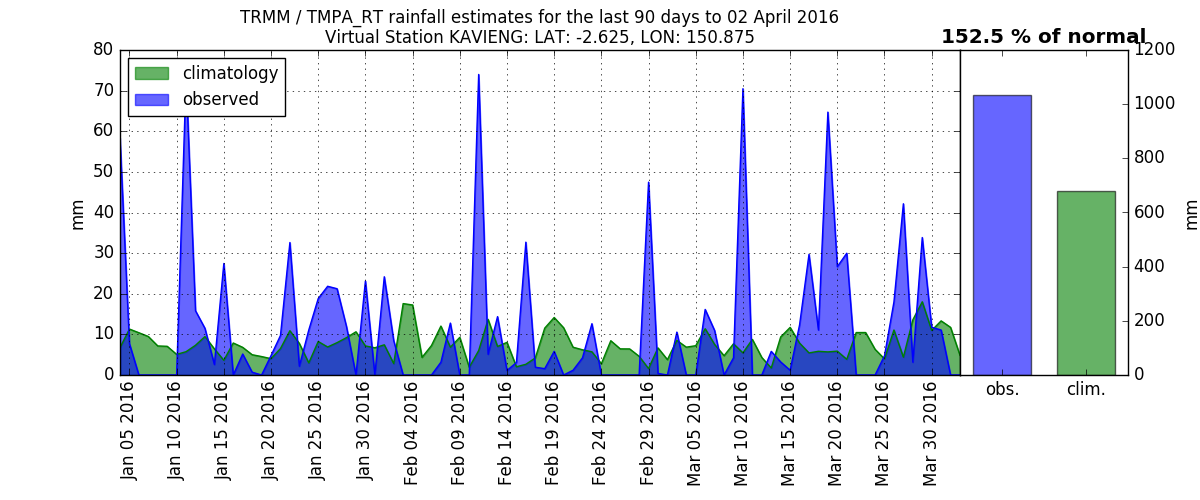 TRMM / TMPA_RT rainfall estimates for the last 90 days to 02 April 2016
Virtual Station KAVIENG: LAT: -2.625, LON: 150.875
152.5 % of normal
climatology
observed
80
70
60
50
40
30
20
10
0
mm
1200
1000
800
600
400
200
0
mm
Jan 05 2016
Jan 10 2016
Jan 15 2016
Jan 20 2016
Jan 25 2016
Jan 30 2016
Feb 04 2016
Feb 09 2016
Feb 14 2016
Feb 19 2016
Feb 24 2016
Feb 29 2016
Mar 05 2016
Mar 10 2016
Mar 15 2016
Mar 20 2016
Mar 25 2016
Mar 30 2016
obs.
clim.